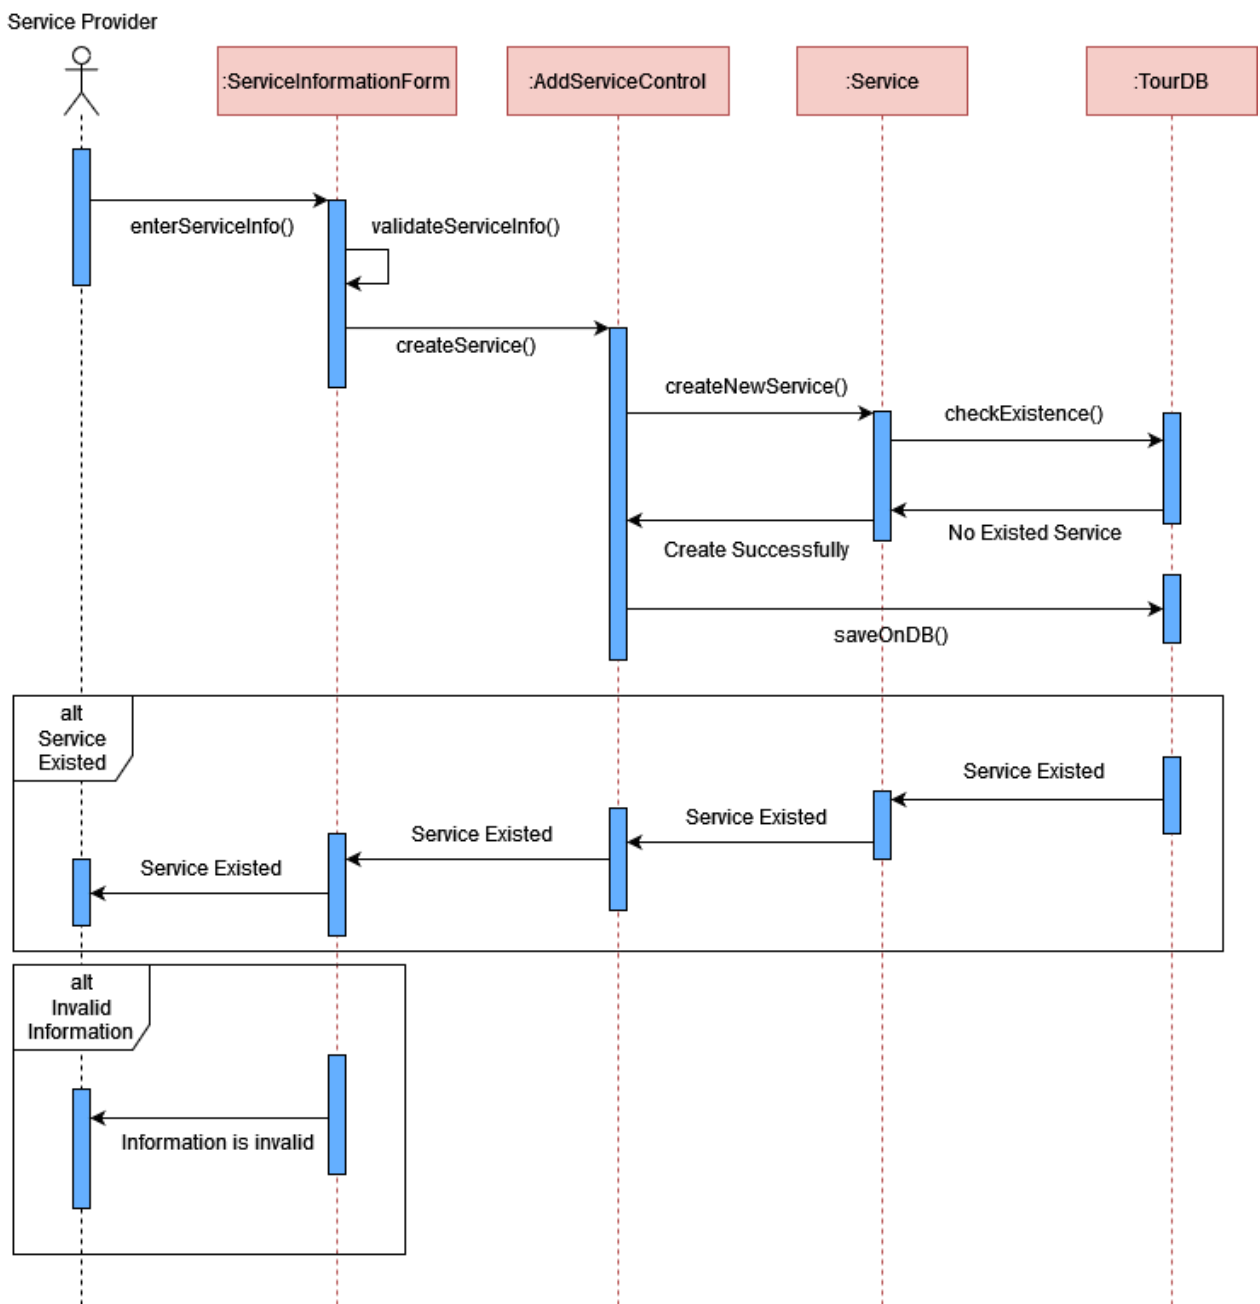 Service Provider
:ServiceInformationForm
:AddServiceControl
:Service
:TourDB
enterServiceInfo()
validateServiceInfo()
createService()
createNewService()
checkExistence()
No Existed Service
Create Successfully
saveOnDB()
alt
Service
Existed
Service Existed
Service Existed
Service Existed
Service Existed
alt
Invalid
Information
Information is invalid